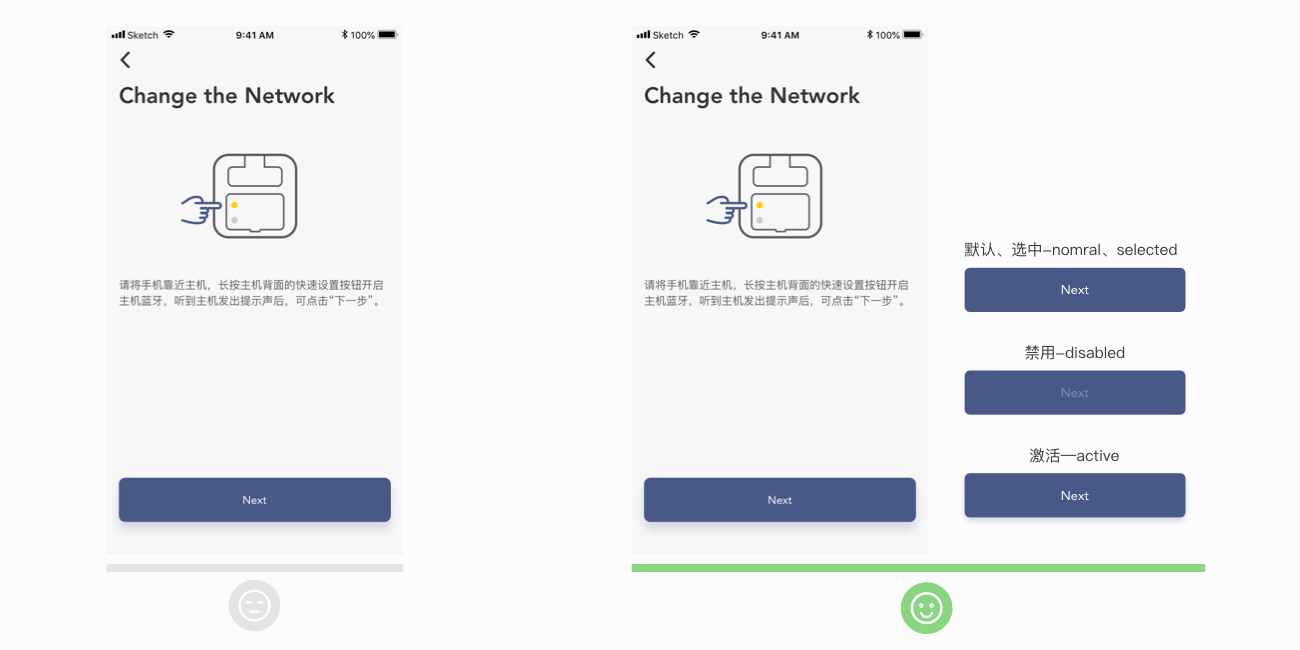 Sketch 9:41 AM 100%
Change the Network
请将手机靠近主机，长按主机背面的快速设置按钮开启
主机蓝牙，听到主机发出提示声后，可点击“下一步”。
Next
Sketch 9:41 AM 100%
Change the Network
请将手机靠近主机，长按主机背面的快速设置按钮开启
主机蓝牙，听到主机发出提示声后，可点击“下一步”。
Next
默认、选中–nomral、selected
Next
禁用–disabled
Next
激活—active
Next